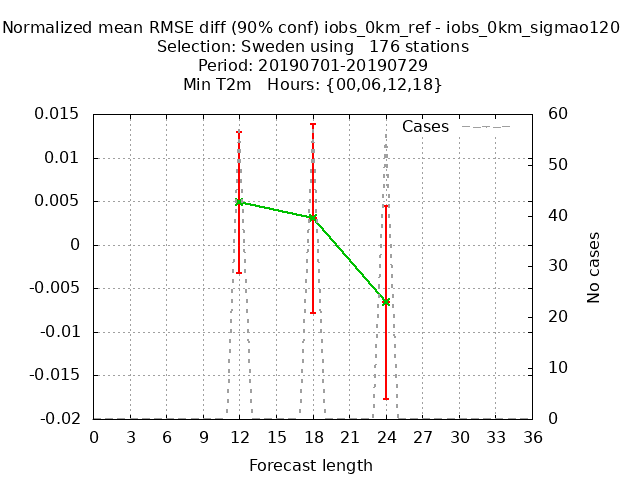 Normalized mean RMSE diff (90% conf) iobs_0km_ref - iobs_0km_sigmao120
Selection: Sweden using   176 stations
Period: 20190701-20190729
Min T2m   Hours: {00,06,12,18}
Cases
0.015
0.01
0.005
0
-0.005
-0.01
-0.015
-0.02
60
50
40
30
20
10
0
No cases
0 3 6 9 12 15 18 21 24 27 30 33 36
Forecast length